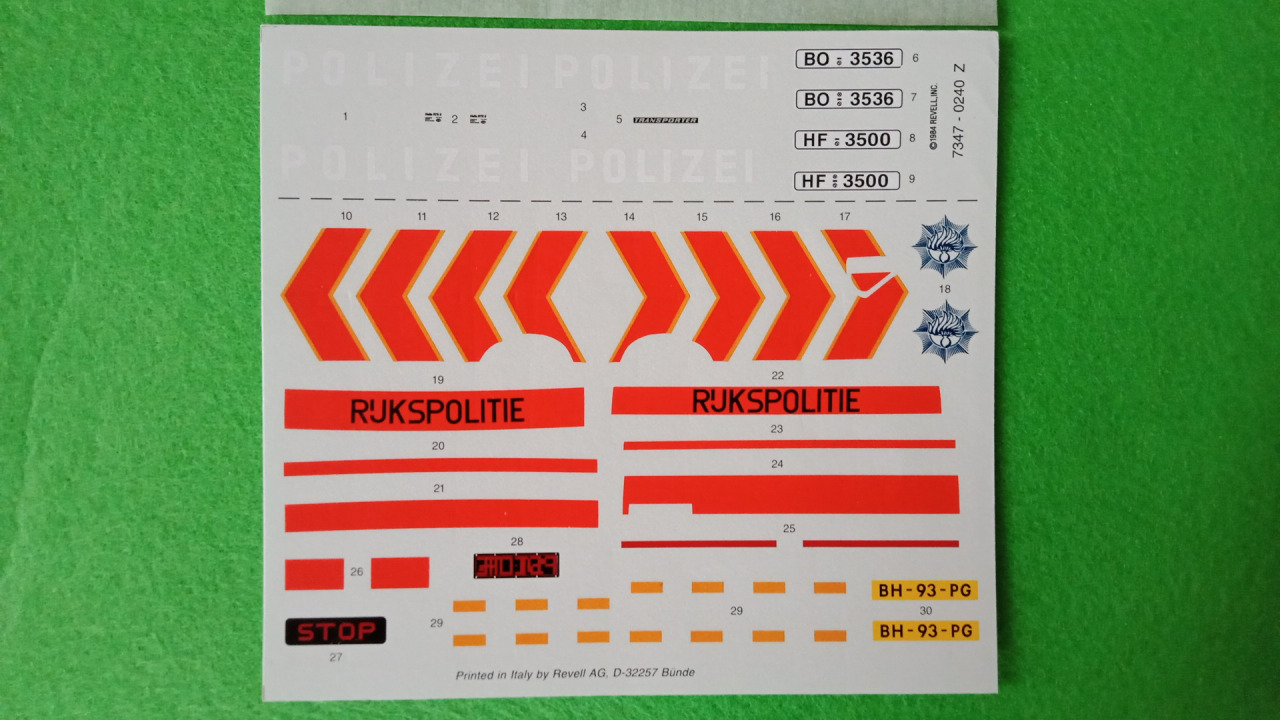 POLIZEI POLIZEI
BO 3536 6
BO 3536 7
1
2
3
4
5 TRANSPORTER
HF 3500 8
POLIZEI POLIZEI
HF 3500 9
©1984 REVELL INC.
7347 - 0240 Z
10 11 12 13 14 15 16 17
18
19
22
RIJKSPOLITIE
RIJKSPOLITIE
20
23
21
24
25
28
26
29
29
30
BH-93-PG
BH-93-PG
STOP
27
Printed in Italy by Revell AG, D-32257 Bünde